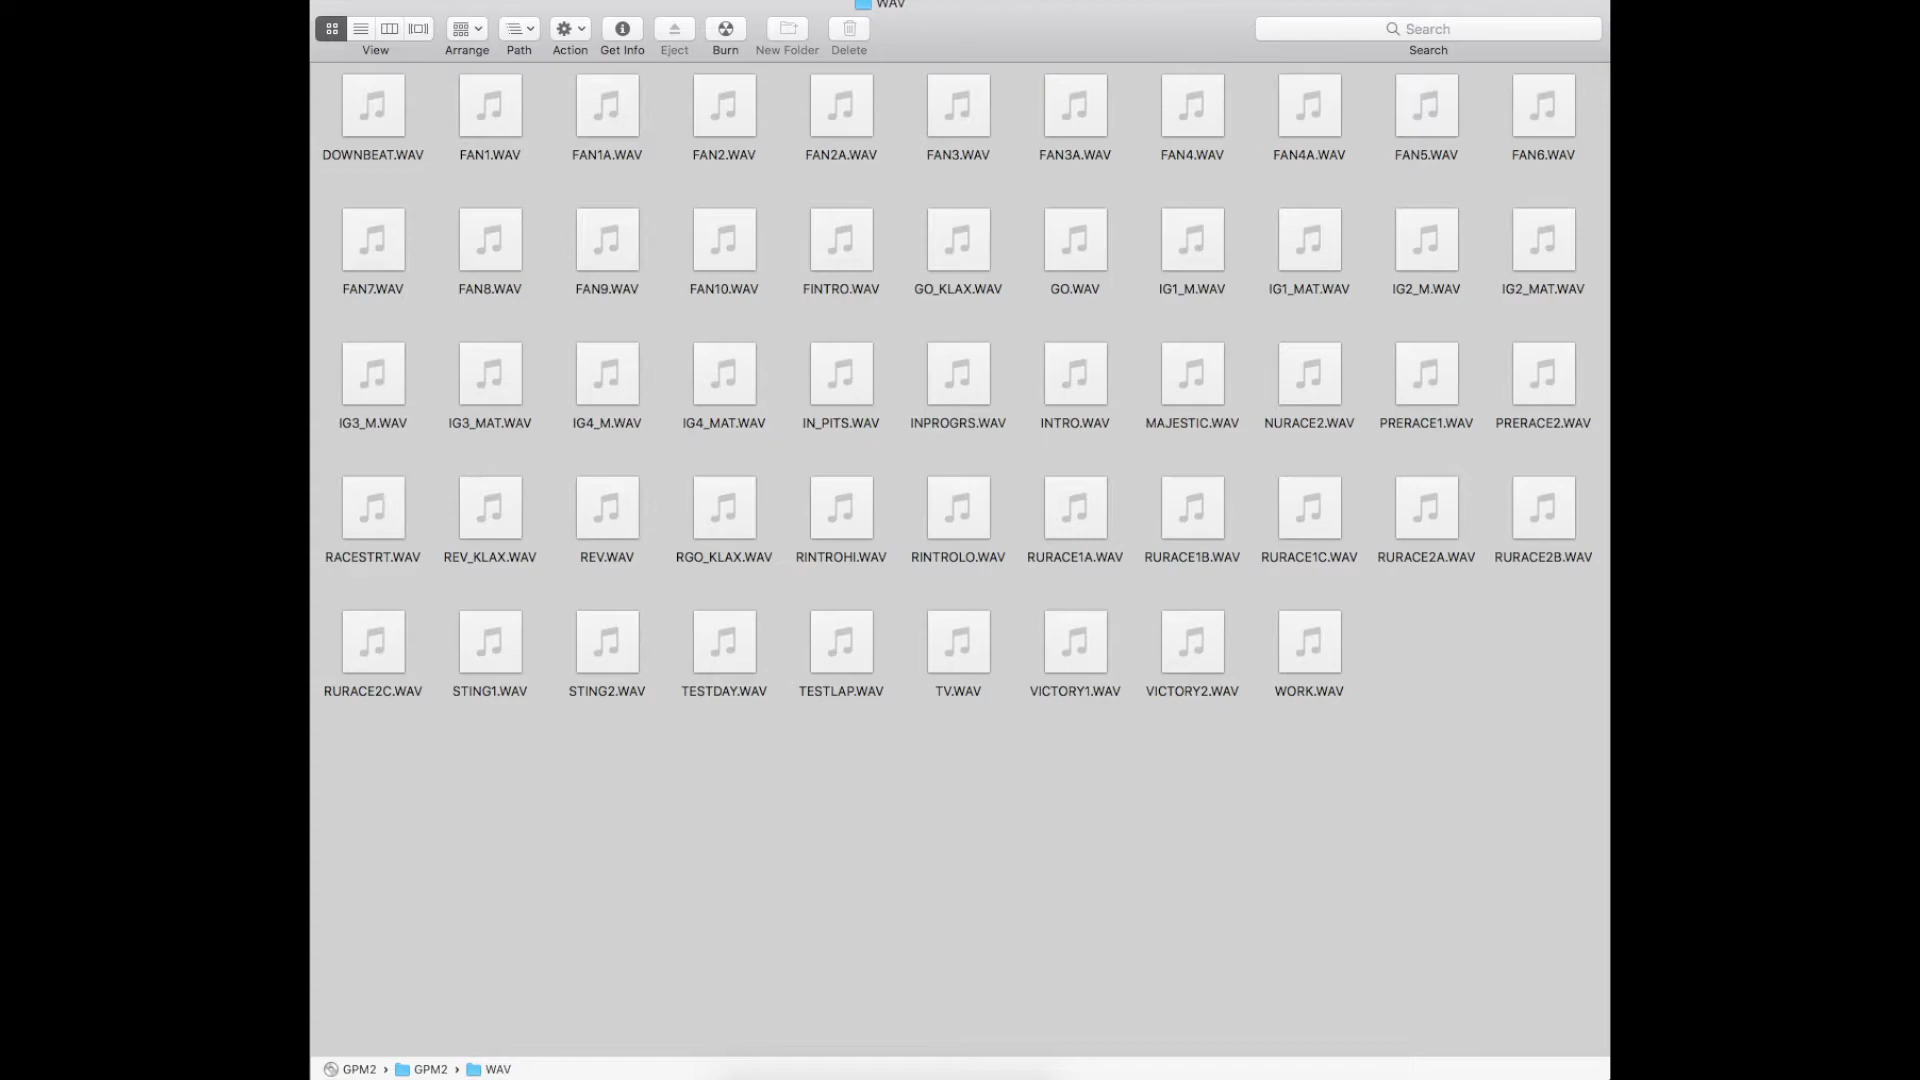 WAV
Search
View Arrange Path Action Get Info Eject Burn New Folder Delete Search
DOWNBEAT.WAV FAN1.WAV FAN1A.WAV FAN2.WAV FAN2A.WAV FAN3.WAV FAN3A.WAV FAN4.WAV FAN4A.WAV FAN5.WAV FAN6.WAV
FAN7.WAV FAN8.WAV FAN9.WAV FAN10.WAV FINTRO.WAV GO_KLAX.WAV GO.WAV IG1_M.WAV IG1_MAT.WAV IG2_M.WAV IG2_MAT.WAV
IG3_M.WAV IG3_MAT.WAV IG4_M.WAV IG4_MAT.WAV IN_PITS.WAV INPROGRS.WAV INTRO.WAV MAJESTIC.WAV NURACE2.WAV PRERACE1.WAV PRERACE2.WAV
RACESTRT.WAV REV_KLAX.WAV REV.WAV RGO_KLAX.WAV RINTROHI.WAV RINTROLO.WAV RURACE1A.WAV RURACE1B.WAV RURACE1C.WAV RURACE2A.WAV RURACE2B.WAV
RURACE2C.WAV STING1.WAV STING2.WAV TESTDAY.WAV TESTLAP.WAV TV.WAV VICTORY1.WAV VICTORY2.WAV WORK.WAV
GPM2 › GPM2 › WAV